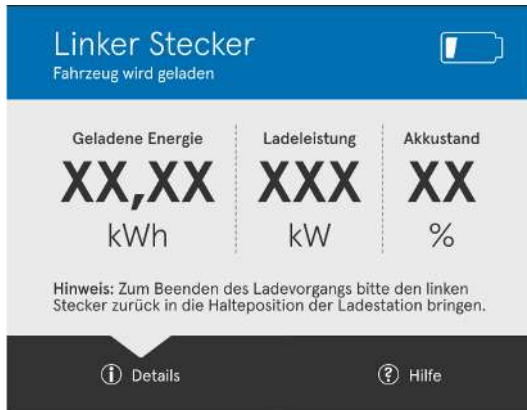 Linker Stecker
Fahrzeug wird geladen
Geladene Energie
XX,XX
kWh
Ladeleistung
XXX
kW
Akkustand
XX
%
Hinweis: Zum Beenden des Ladevorgangs bitte den linken
Stecker zurück in die Halteposition der Ladestation bringen.
Details
Hilfe